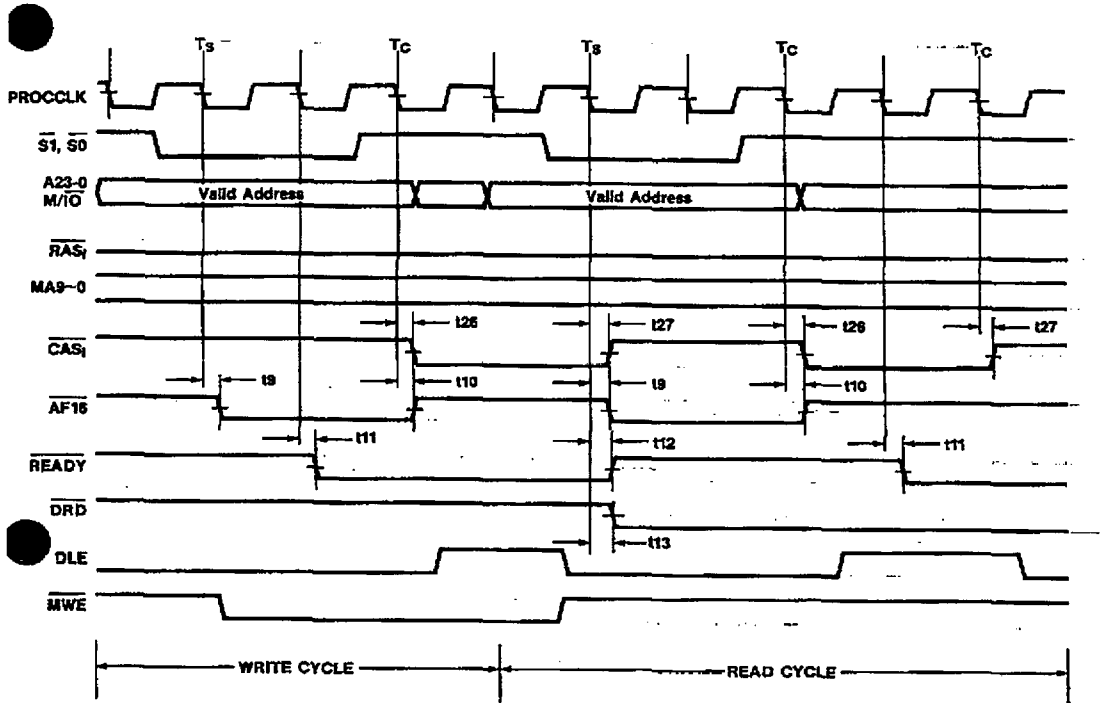 Ts Tc Ts Tc Tc
PROCCLK
S1, S0
A23-0
M/IO
Valid Address Valid Address
RASi
MA9~0
t26 t27 t26 t27
CASi
t9 t10 t9 t10
AF16
t11 t12 t11
READY
DRD
t13
DLE
MWE
WRITE CYCLE READ CYCLE